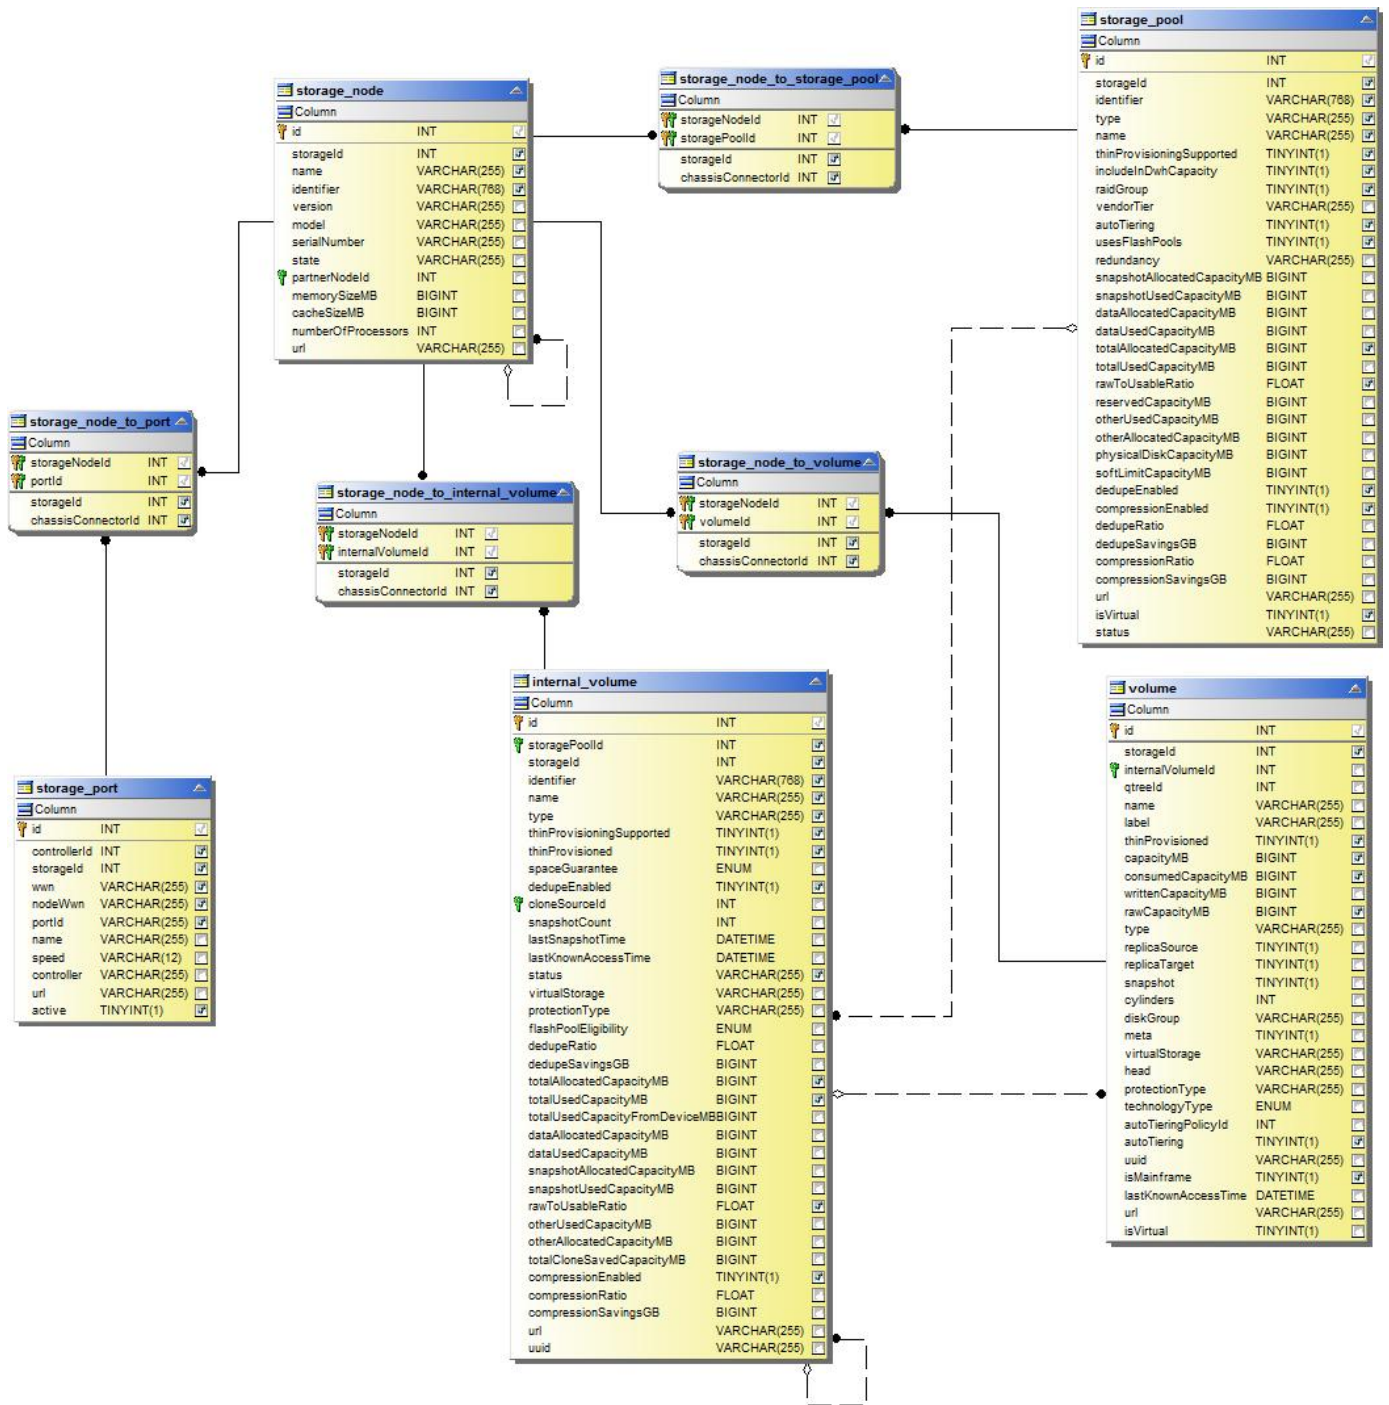 storage_node
Column
id INT
storageId INT
name VARCHAR(255)
identifier VARCHAR(768)
version VARCHAR(255)
model VARCHAR(255)
serialNumber VARCHAR(255)
state VARCHAR(255)
partnerNodeId INT
memorySizeMB BIGINT
cacheSizeMB BIGINT
numberOfProcessors INT
url VARCHAR(255)
storage_node_to_storage_pool
Column
storageNodeId INT
storagePoolId INT
storageId INT
chassisConnectorId INT
storage_pool
Column
id INT
storageId INT
identifier VARCHAR(768)
type VARCHAR(255)
name VARCHAR(255)
thinProvisioningSupported TINYINT(1)
includeInDwhCapacity TINYINT(1)
raidGroup TINYINT(1)
vendorTier VARCHAR(255)
autoTiering TINYINT(1)
usesFlashPools TINYINT(1)
redundancy VARCHAR(255)
snapshotAllocatedCapacityMB BIGINT
snapshotUsedCapacityMB BIGINT
dataAllocatedCapacityMB BIGINT
dataUsedCapacityMB BIGINT
totalAllocatedCapacityMB BIGINT
totalUsedCapacityMB BIGINT
rawToUsableRatio FLOAT
reservedCapacityMB BIGINT
otherUsedCapacityMB BIGINT
otherAllocatedCapacityMB BIGINT
physicalDiskCapacityMB BIGINT
softLimitCapacityMB BIGINT
dedupeEnabled TINYINT(1)
compressionEnabled TINYINT(1)
dedupeRatio FLOAT
dedupeSavingsGB BIGINT
compressionRatio FLOAT
compressionSavingsGB BIGINT
url VARCHAR(255)
isVirtual TINYINT(1)
status VARCHAR(255)
storage_node_to_port
Column
storageNodeId INT
portId INT
storageId INT
chassisConnectorId INT
storage_node_to_internal_volume
Column
storageNodeId INT
internalVolumeId INT
storageId INT
chassisConnectorId INT
storage_node_to_volume
Column
storageNodeId INT
volumeId INT
storageId INT
chassisConnectorId INT
storage_port
Column
id INT
controllerId INT
storageId INT
wwn VARCHAR(255)
nodeWwn VARCHAR(255)
portId VARCHAR(255)
name VARCHAR(255)
speed VARCHAR(12)
controller VARCHAR(255)
url VARCHAR(255)
active TINYINT(1)
internal_volume
Column
id INT
storagePoolId INT
storageId INT
identifier VARCHAR(768)
name VARCHAR(255)
type VARCHAR(255)
thinProvisioningSupported TINYINT(1)
thinProvisioned TINYINT(1)
spaceGuarantee ENUM
dedupeEnabled TINYINT(1)
cloneSourceId INT
snapshotCount INT
lastSnapshotTime DATETIME
lastKnownAccessTime DATETIME
status VARCHAR(255)
virtualStorage VARCHAR(255)
protectionType VARCHAR(255)
flashPoolEligibility ENUM
dedupeRatio FLOAT
dedupeSavingsGB BIGINT
totalAllocatedCapacityMB BIGINT
totalUsedCapacityMB BIGINT
totalUsedCapacityFromDeviceMB BIGINT
dataAllocatedCapacityMB BIGINT
dataUsedCapacityMB BIGINT
snapshotAllocatedCapacityMB BIGINT
snapshotUsedCapacityMB BIGINT
rawToUsableRatio FLOAT
otherUsedCapacityMB BIGINT
otherAllocatedCapacityMB BIGINT
totalCloneSavedCapacityMB BIGINT
compressionEnabled TINYINT(1)
compressionRatio FLOAT
compressionSavingsGB BIGINT
url VARCHAR(255)
uuid VARCHAR(255)
volume
Column
id INT
storageId INT
internalVolumeId INT
qtreeId INT
name VARCHAR(255)
label VARCHAR(255)
thinProvisioned TINYINT(1)
capacityMB BIGINT
consumedCapacityMB BIGINT
writtenCapacityMB BIGINT
rawCapacityMB BIGINT
type VARCHAR(255)
replicaSource TINYINT(1)
replicaTarget TINYINT(1)
snapshot TINYINT(1)
cylinders INT
diskGroup VARCHAR(255)
meta TINYINT(1)
virtualStorage VARCHAR(255)
head VARCHAR(255)
protectionType VARCHAR(255)
technologyType ENUM
autoTieringPolicyId INT
autoTiering TINYINT(1)
uuid VARCHAR(255)
isMainframe TINYINT(1)
lastKnownAccessTime DATETIME
url VARCHAR(255)
isVirtual TINYINT(1)